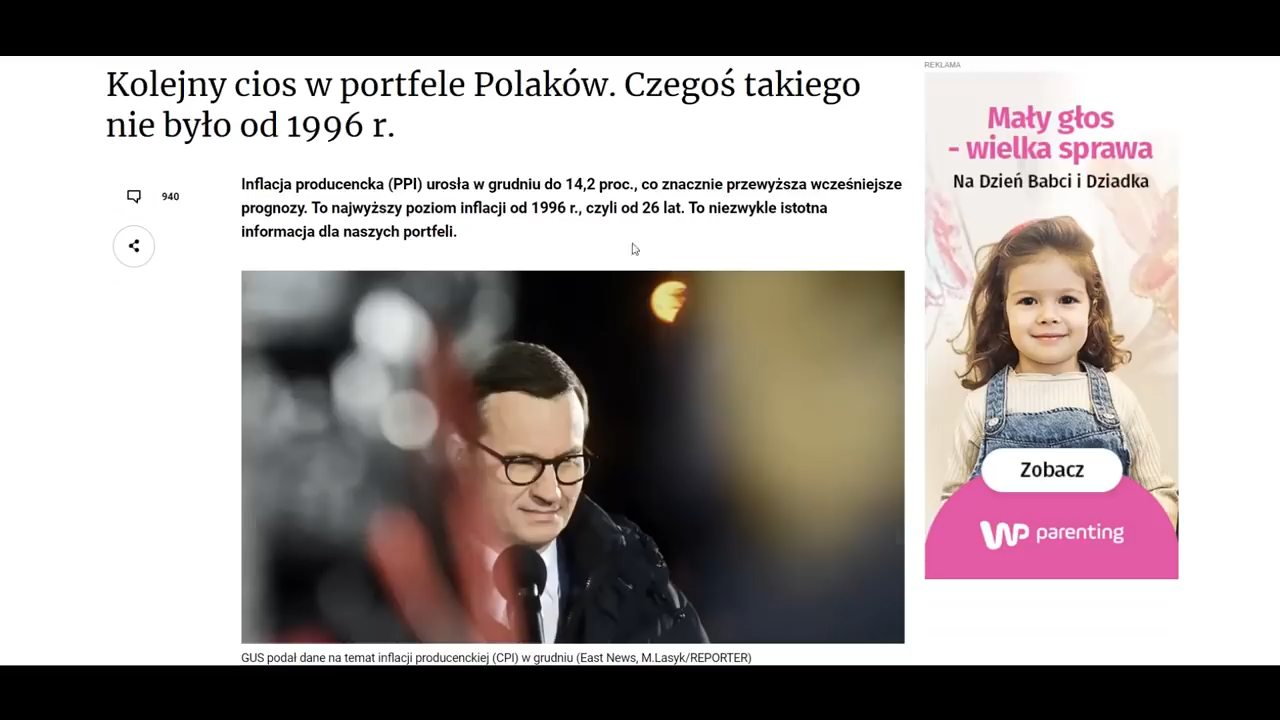 Kolejny cios w portfele Polaków. Czegoś takiego
nie było od 1996 r.
940
Inflacja producencka (PPI) urosła w grudniu do 14,2 proc., co znacznie przewyższa wcześniejsze
prognozy. To najwyższy poziom inflacji od 1996 r., czyli od 26 lat. To niezwykle istotna
informacja dla naszych portfeli.
GUS podał dane na temat inflacji producenckiej (CPI) w grudniu (East News, M.Lasyk/REPORTER)
REKLAMA
Mały głos
- wielka sprawa
Na Dzień Babci i Dziadka
Zobacz
WP parenting